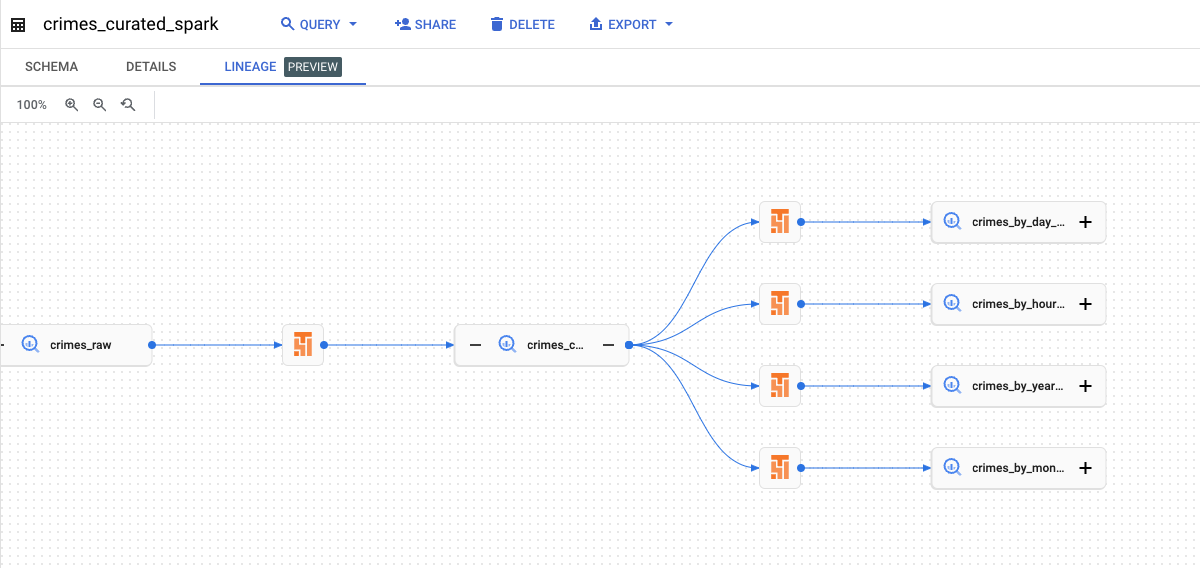 crimes_curated_spark
QUERY
SHARE
DELETE
EXPORT
SCHEMA
DETAILS
LINEAGE PREVIEW
100%
crimes_by_day_...
crimes_by_hour...
crimes_raw
crimes_c...
crimes_by_year...
crimes_by_mon...